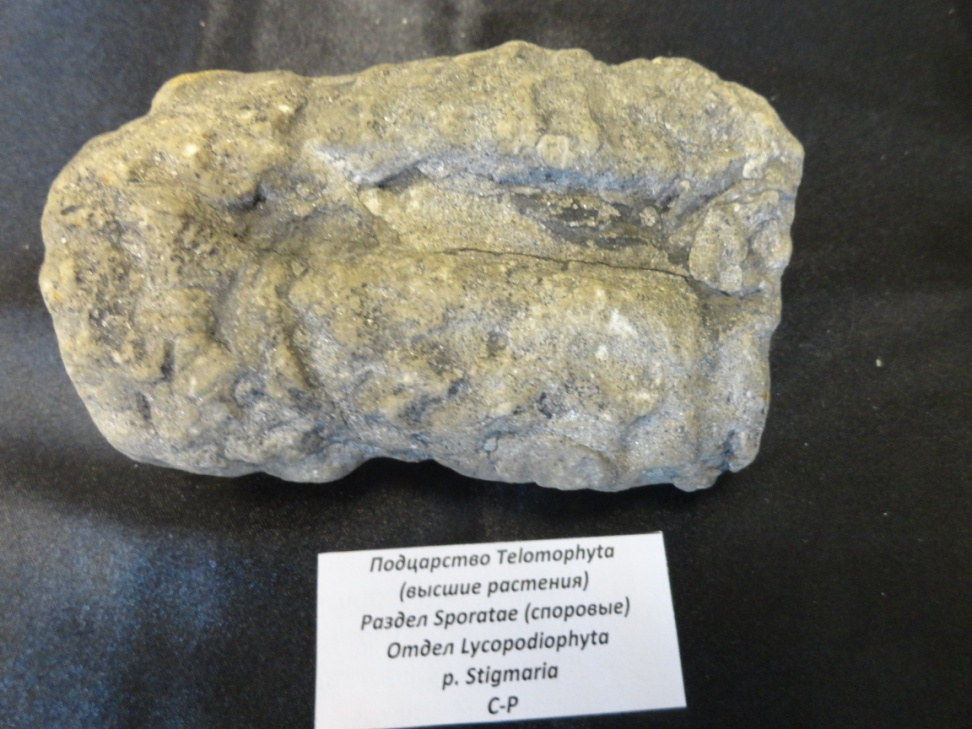 Подцарство Telomophyta
(высшие растения)
Раздел Sporatae (споровые)
Отдел Lycopodiophyta
р. Stigmaria
С-Р